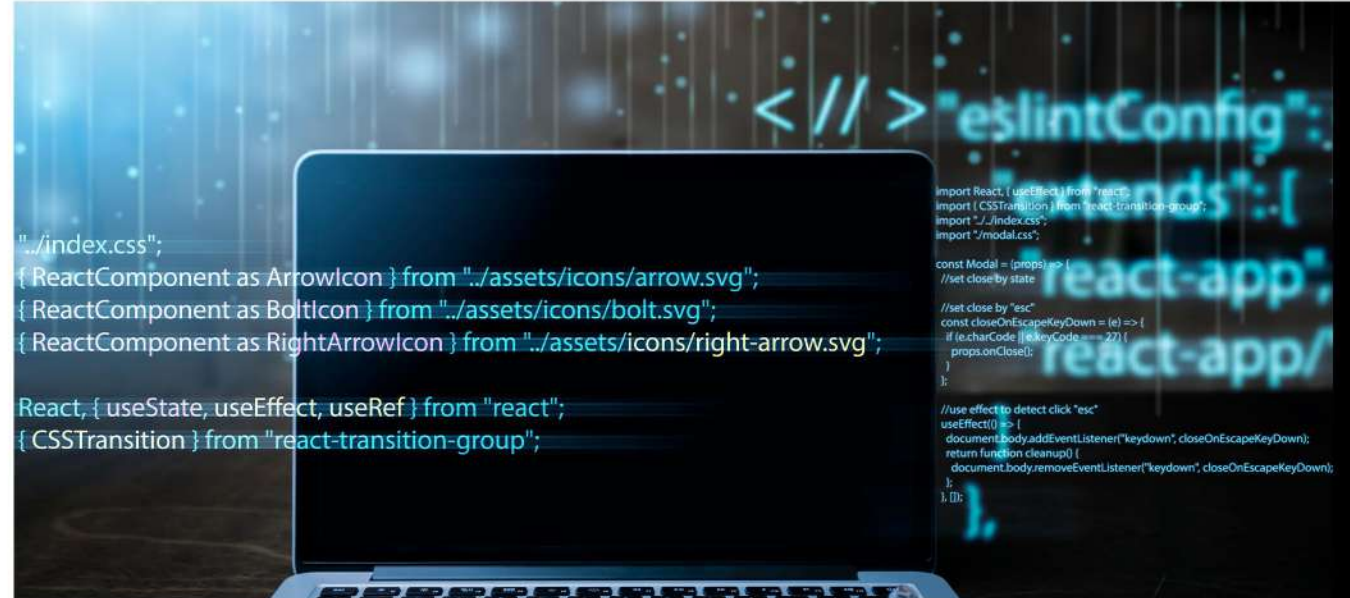 < // >
"eslintConfig":
"extends":[
"react-app",
react-app/
],
},
"../index.css";
{ ReactComponent as ArrowIcon } from "../assets/icons/arrow.svg";
{ ReactComponent as BoltIcon } from "../assets/icons/bolt.svg";
{ ReactComponent as RightArrowIcon } from "../assets/icons/right-arrow.svg";
React, { useState, useEffect, useRef } from "react";
{ CSSTransition } from "react-transition-group";
import React, { useEffect } from "react";
import { CSSTransition } from "react-transition-group";
import "../../index.css";
import "./modal.css";
const Modal = (props) => {
//set close by state
//set close by "esc"
const closeOnEscapeKeyDown = (e) => {
if (e.charCode || e.keyCode === 27) {
props.onClose();
}
};
//use effect to detect click "esc"
useEffect(() => {
document.body.addEventListener("keydown", closeOnEscapeKeyDown);
return function cleanup() {
document.body.removeEventListener("keydown", closeOnEscapeKeyDown);
};
}, []);